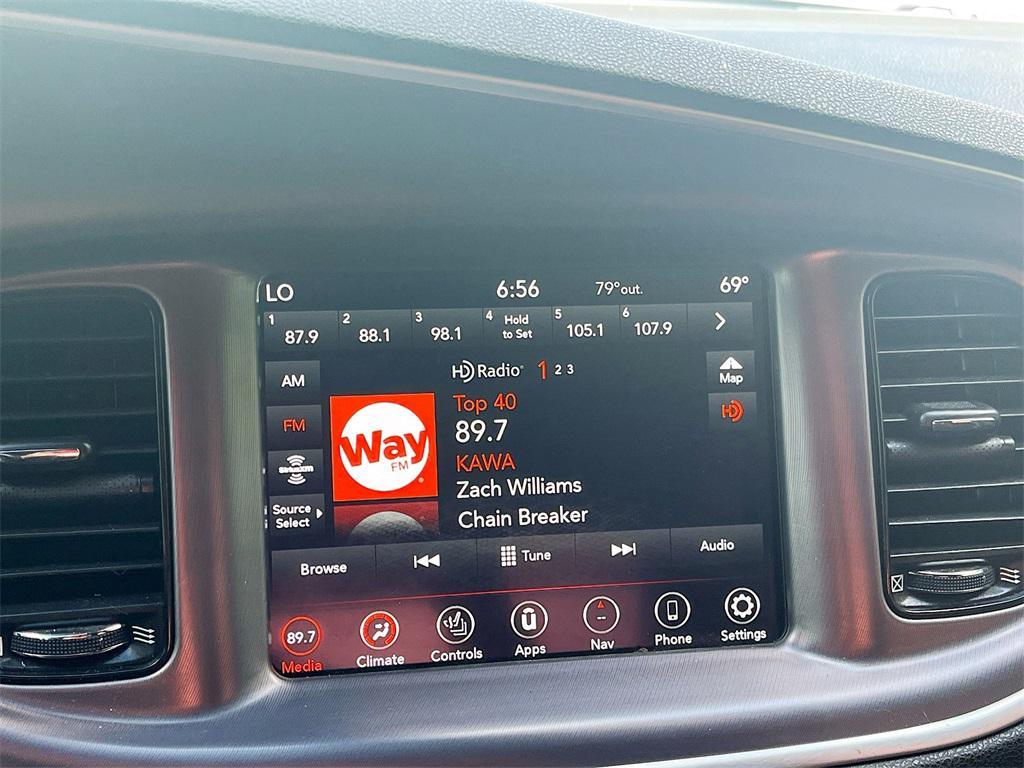 LO 6:56 79°out. 69°
1 87.9 2 88.1 3 98.1 4 Hold to Set 5 105.1 6 107.9
HD Radio 1 2 3
AM
Map
Top 40
FM
HD
89.7
Way
FM
KAWA
SiriusXM
Zach Williams
Source
Select
Chain Breaker
Browse Tune Audio
89.7
Media Climate Controls Apps Nav Phone Settings